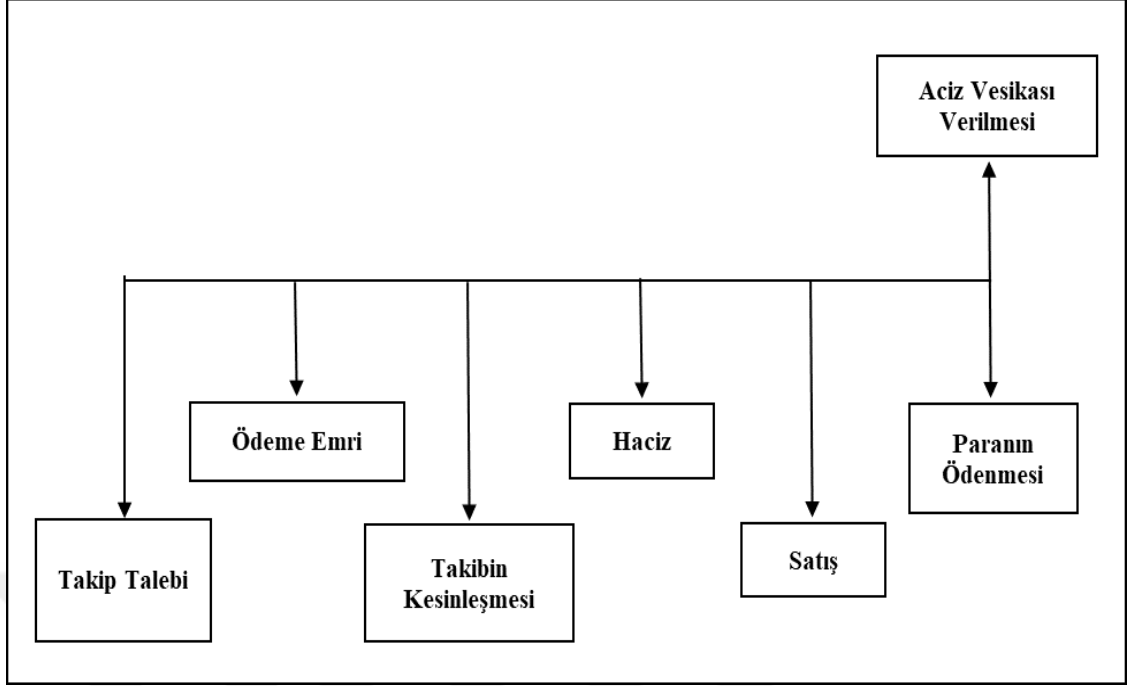 Aciz Vesikası
Verilmesi
Ödeme Emri
Haciz
Paranın
Ödenmesi
Takip Talebi
Takibin
Kesinleşmesi
Satış